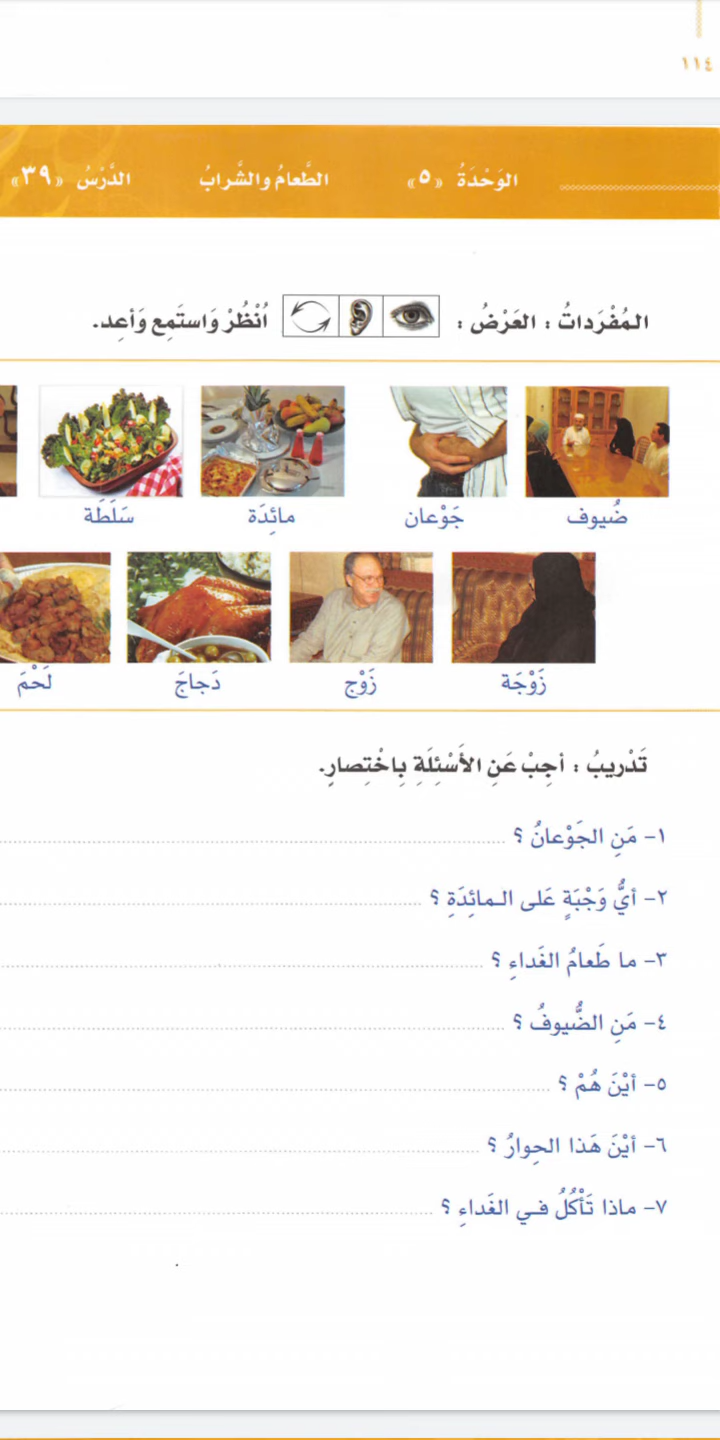 ١١٤
الوَحْدَةُ «٥» الطَّعامُ والشَّرابُ الدَّرْسُ «٣٩»
المُفْرَداتُ : العَرْضُ : اُنْظُرْ وَاستَمِع وَأعِد.
ضُيوف جَوْعان مائِدَة سَلَطَة
زَوْجَة زَوْج دَجاجَ لَحْمَ
تَدْريبُ : أجِبْ عَنِ الأَسْئِلَةِ بِاخْتِصارِ.
١– مَنِ الجَوْعانُ ؟
٢– أيُّ وَجْبَةٍ عَلى المائِدَةِ ؟
٣– ما طَعامُ الغَداءِ ؟
٤– مَنِ الضُّيوفُ ؟
٥– أيْنَ هُمْ ؟
٦– أيْنَ هَذا الحِوارُ ؟
٧– ماذا تَأْكُلُ في الغَداءِ ؟